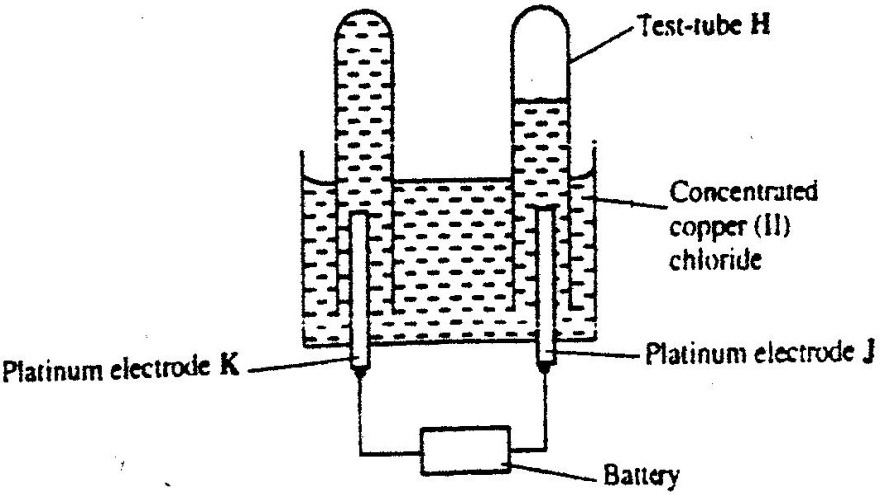 Test-tube H
Concentrated
copper (II)
chloride
Platinum electrode K
Platinum electrode J
Battery